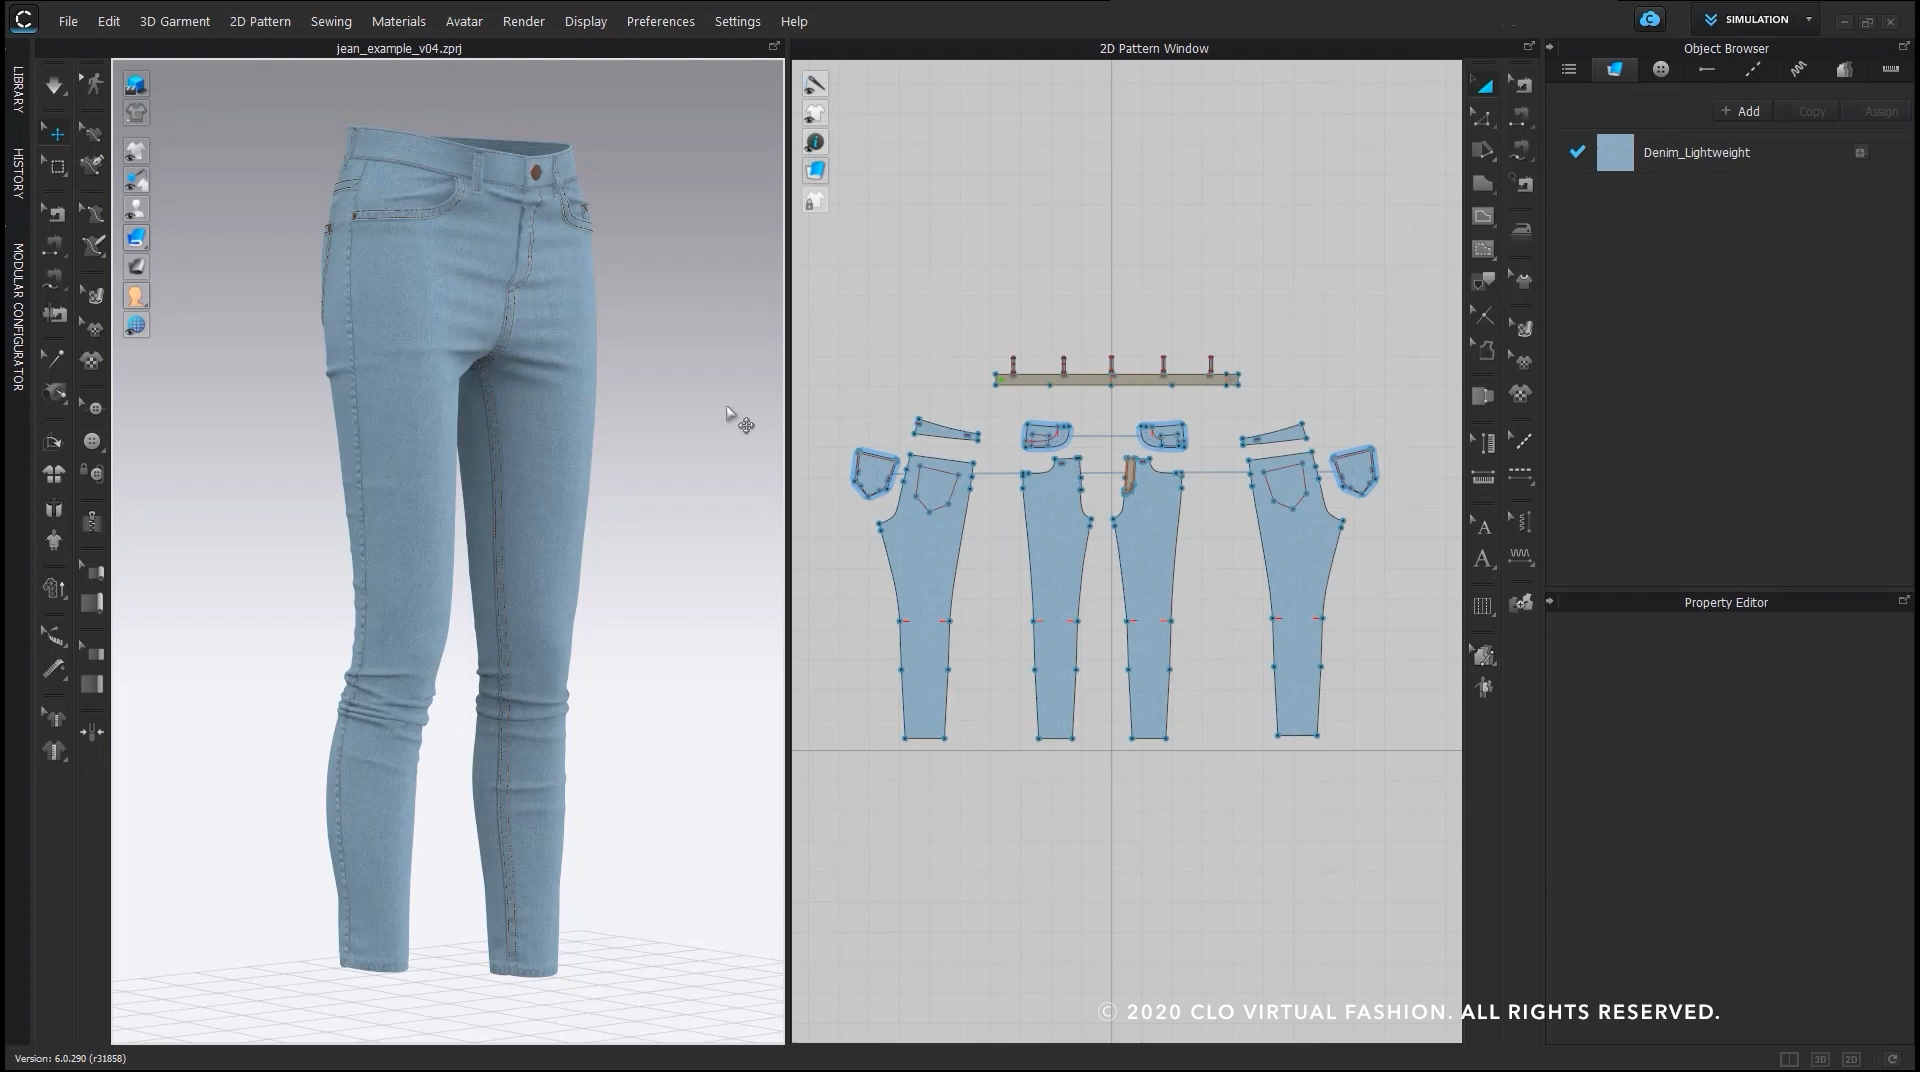 File Edit 3D Garment 2D Pattern Sewing Materials Avatar Render Display Preferences Settings Help
SIMULATION
jean_example_v04.zprj
2D Pattern Window
Object Browser
LIBRARY
HISTORY
MODULAR CONFIGURATOR
+ Add Copy Assign
Denim_Lightweight
A
A
Property Editor
© 2020 CLO VIRTUAL FASHION. ALL RIGHTS RESERVED.
Version: 6.0.290 (r31858)
3D 2D